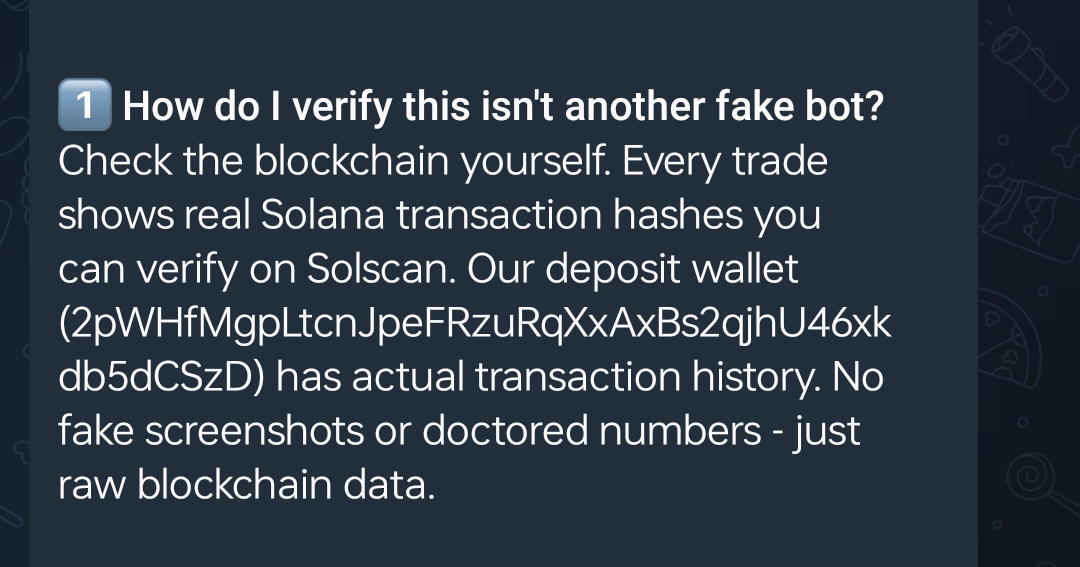 1️⃣ How do I verify this isn't another fake bot?
Check the blockchain yourself. Every trade
shows real Solana transaction hashes you
can verify on Solscan. Our deposit wallet
(2pWHfMgpLtcnJpeFRzuRqXxAxBs2qjhU46xk
db5dCSzD) has actual transaction history. No
fake screenshots or doctored numbers - just
raw blockchain data.